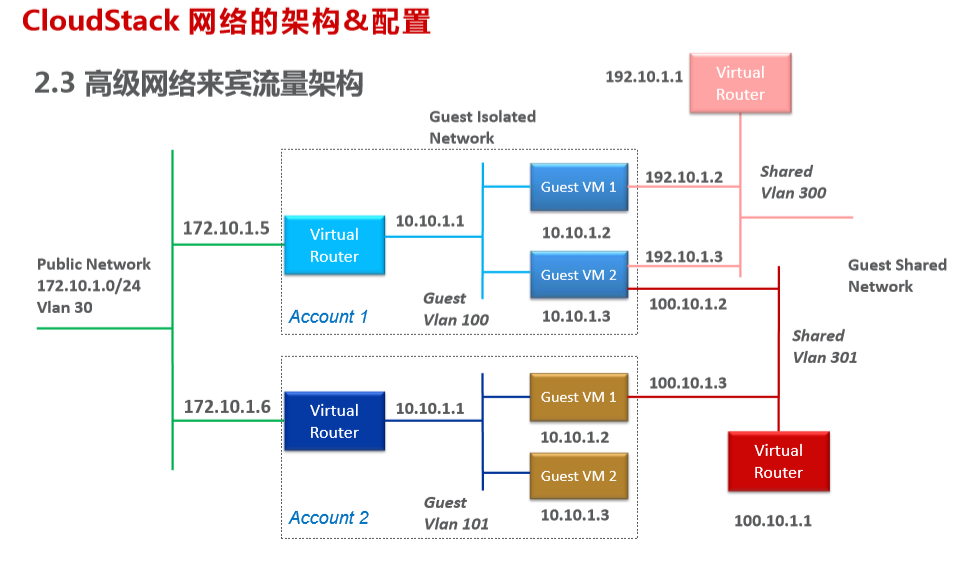 CloudStack 网络的架构&配置
2.3 高级网络来宾流量架构
192.10.1.1
Virtual
Router
Guest Isolated
Network
Guest VM 1
192.10.1.2
Shared
Vlan 300
172.10.1.5
Virtual
Router
10.10.1.1
10.10.1.2
192.10.1.3
Public Network
172.10.1.0/24
Vlan 30
Guest VM 2
Guest Shared
Network
Guest
Vlan 100
100.10.1.2
Account 1
10.10.1.3
Shared
Vlan 301
172.10.1.6
Virtual
Router
10.10.1.1
Guest VM 1
100.10.1.3
10.10.1.2
Virtual
Router
Guest VM 2
Guest
Vlan 101
Account 2
10.10.1.3
100.10.1.1